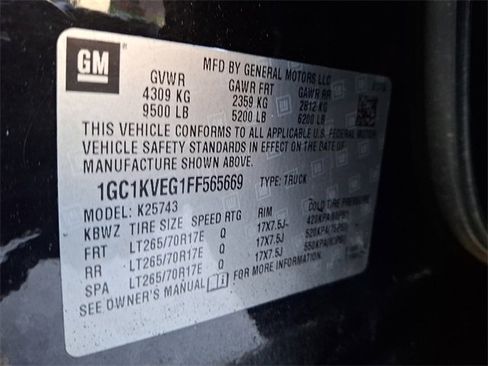 GM
MFD BY GENERAL MOTORS LLC
GVWR GAWR FRT GAWR RR
4309 KG 2359 KG 2812 KG
9500 LB 5200 LB 6200 LB
THIS VEHICLE CONFORMS TO ALL APPLICABLE U.S. FEDERAL MOTOR
VEHICLE SAFETY STANDARDS IN EFFECT ON THE DATE OF
MANUFACTURE SHOWN ABOVE.
1GC1KVEG1FF565669 TYPE: TRUCK
MODEL: K25743
KBWZ TIRE SIZE SPEED RTG RIM COLD TIRE PRESSURE
FRT LT265/70R17E Q 17X7.5J
RR LT265/70R17E Q 17X7.5J
SPA LT265/70R17E Q 17X7.5J
SEE OWNER'S MANUAL FOR MORE INFORMATION